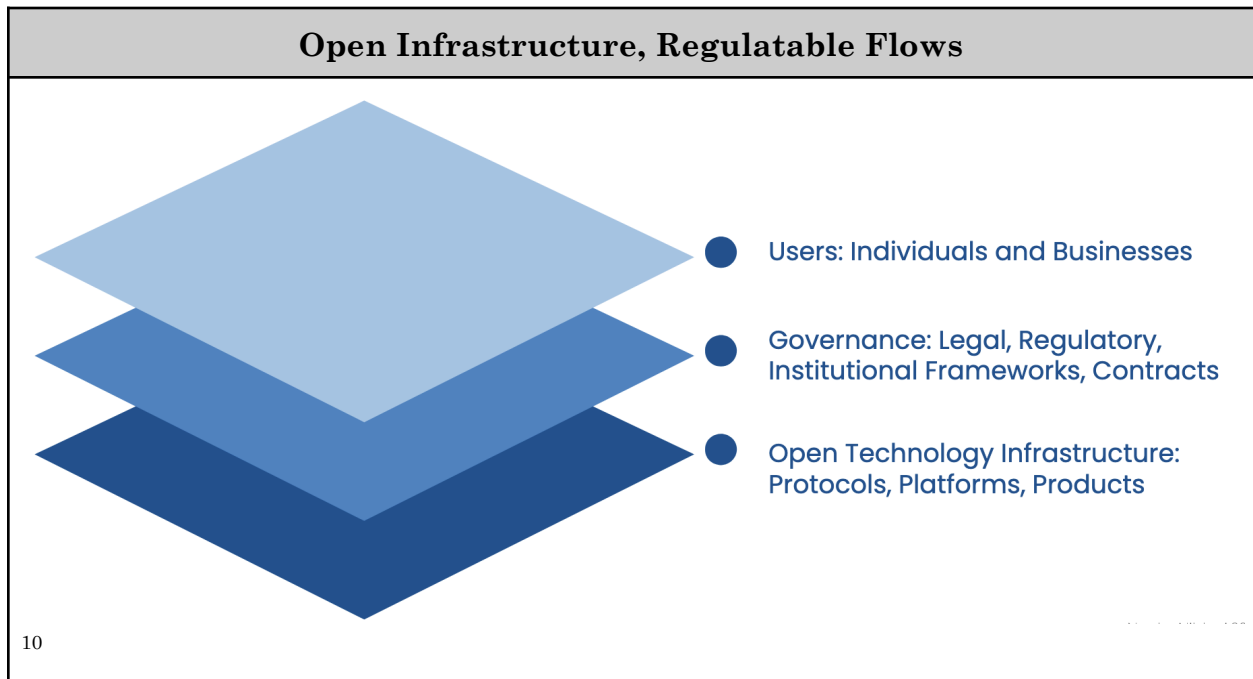 Open Infrastructure, Regulatable Flows
Users: Individuals and Businesses
Governance: Legal, Regulatory,
Institutional Frameworks, Contracts
Open Technology Infrastructure:
Protocols, Platforms, Products
10